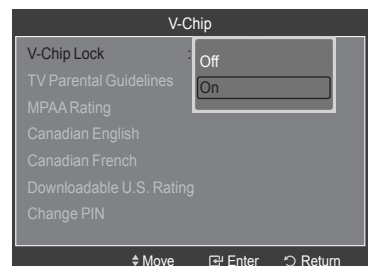 V-Chip
V-Chip Lock : Off
On
TV Parental Guidelines
MPAA Rating
Canadian English
Canadian French
Downloadable U.S. Rating
Change PIN
Move Enter Return